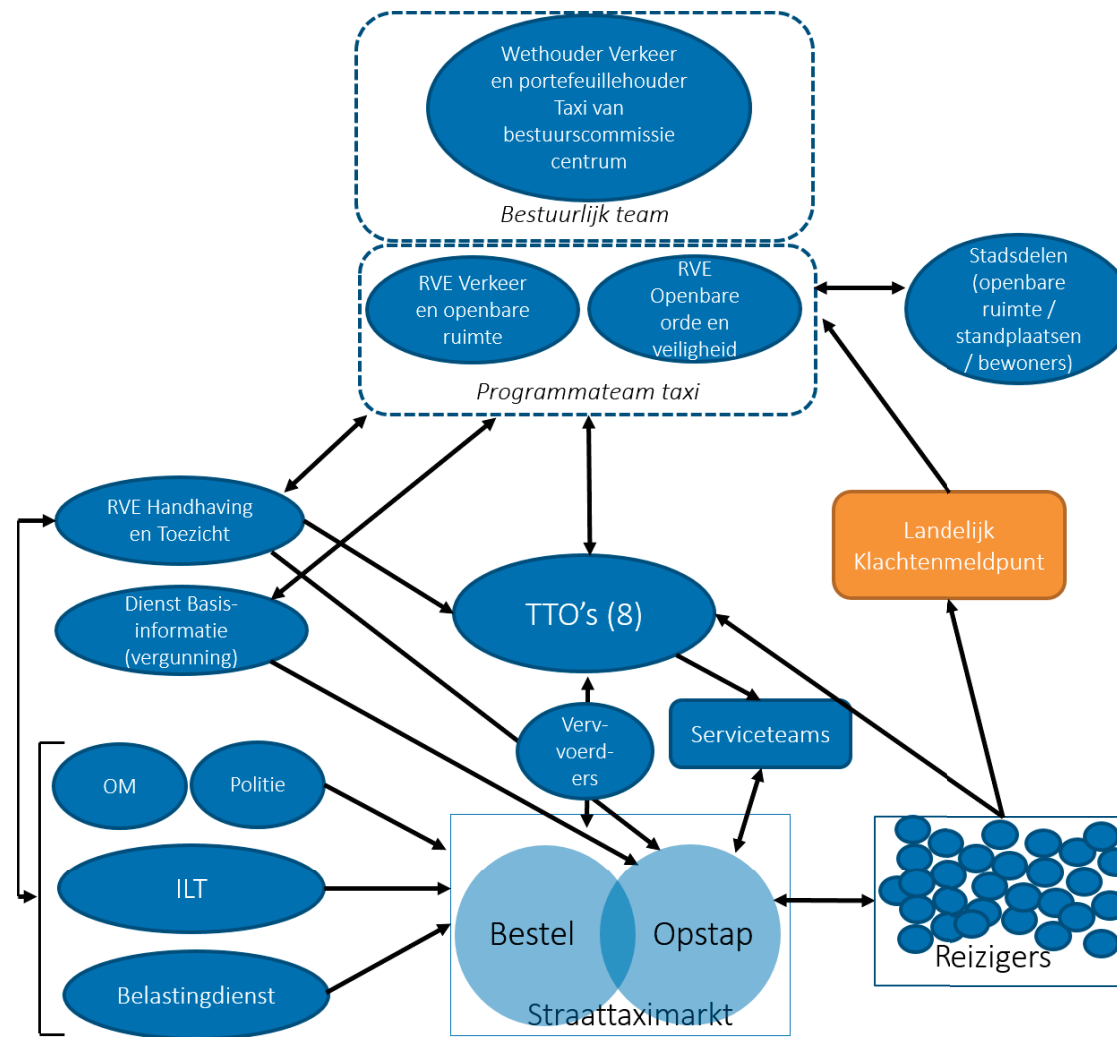 Wethouder Verkeer
en portefeuillehouder
Taxi van
bestuurscommissie
centrum
Bestuurlijk team
RVE Verkeer
en openbare
ruimte
RVE
Openbare
orde en
veiligheid
Programmateam taxi
Stadsdelen
(openbare
ruimte /
standplaatsen
/ bewoners)
RVE Handhaving
en Toezicht
Landelijk
Klachtenmeldpunt
Dienst Basis-
informatie
(vergunning)
TTO's (8)
Verv-
voerd-
ers
Serviceteams
OM
Politie
ILT
Belastingdienst
Bestel
Opstap
Straattaximarkt
Reizigers